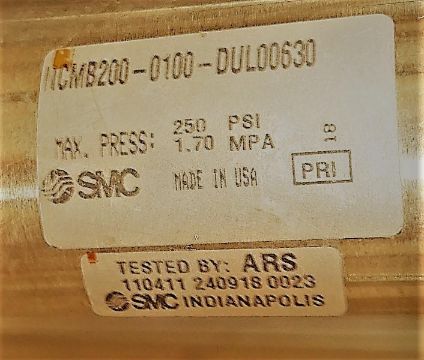 NCMB200-0100-DUL00630
MAX. PRESS: 250 PSI
1.70 MPA
18
SMC MADE IN USA PRI
TESTED BY: ARS
110411 240918 0023
SMC INDIANAPOLIS